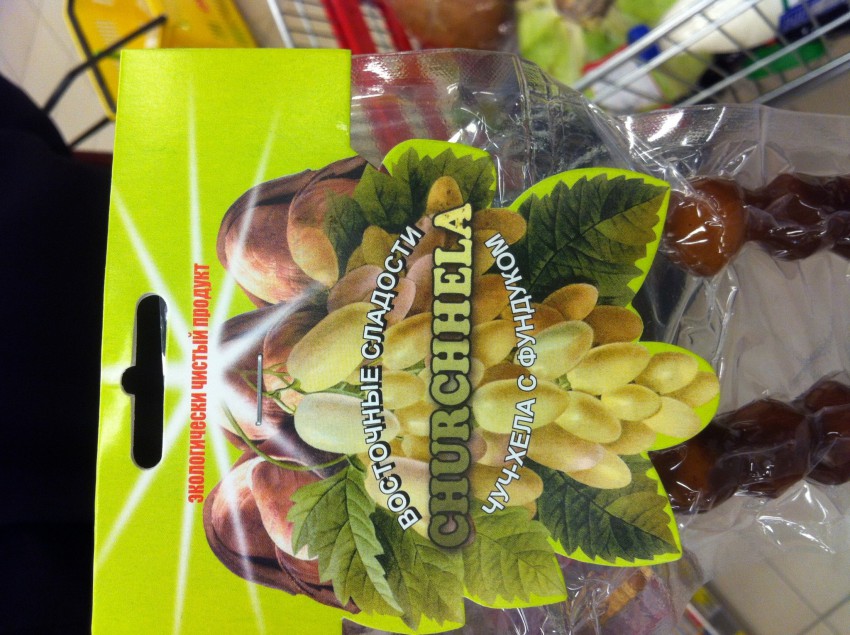 экологически чистый продукт
ВОСТОЧНЫЕ СЛАДОСТИ
CHURCHHELA
ЧУЧ-ХЕЛА С ФУНДУКОМ